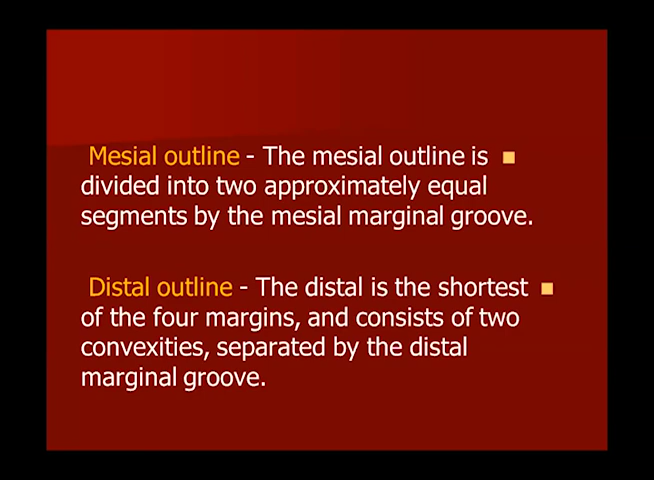 Mesial outline - The mesial outline is
divided into two approximately equal
segments by the mesial marginal groove.
Distal outline - The distal is the shortest
of the four margins, and consists of two
convexities, separated by the distal
marginal groove.